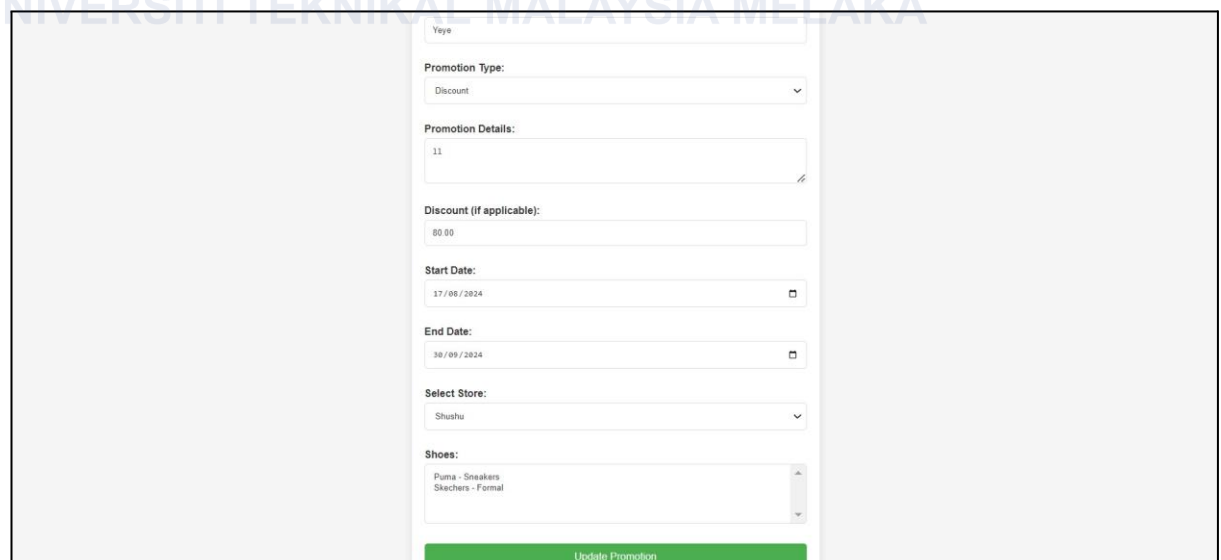 NIVERSITI TEKNIKAL MALAYSIA MELAKA
Yeye
Promotion Type:
Discount
Promotion Details:
11
Discount (if applicable):
80.00
Start Date:
17/08/2024
End Date:
30/09/2024
Select Store:
Shushu
Shoes:
Puma - Sneakers
Skechers - Formal
Update Promotion